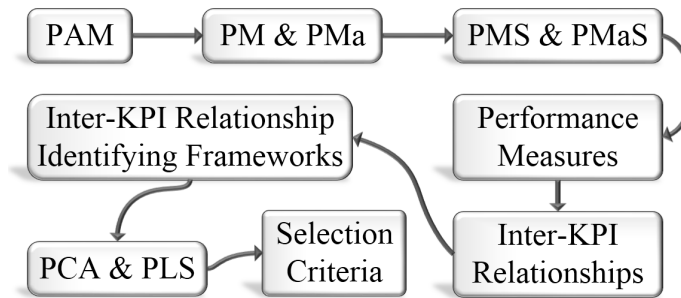 PAM
PM & PMa
PMS & PMaS
Performance
Measures
Inter-KPI
Relationships
Inter-KPI Relationship
Identifying Frameworks
PCA & PLS
Selection
Criteria